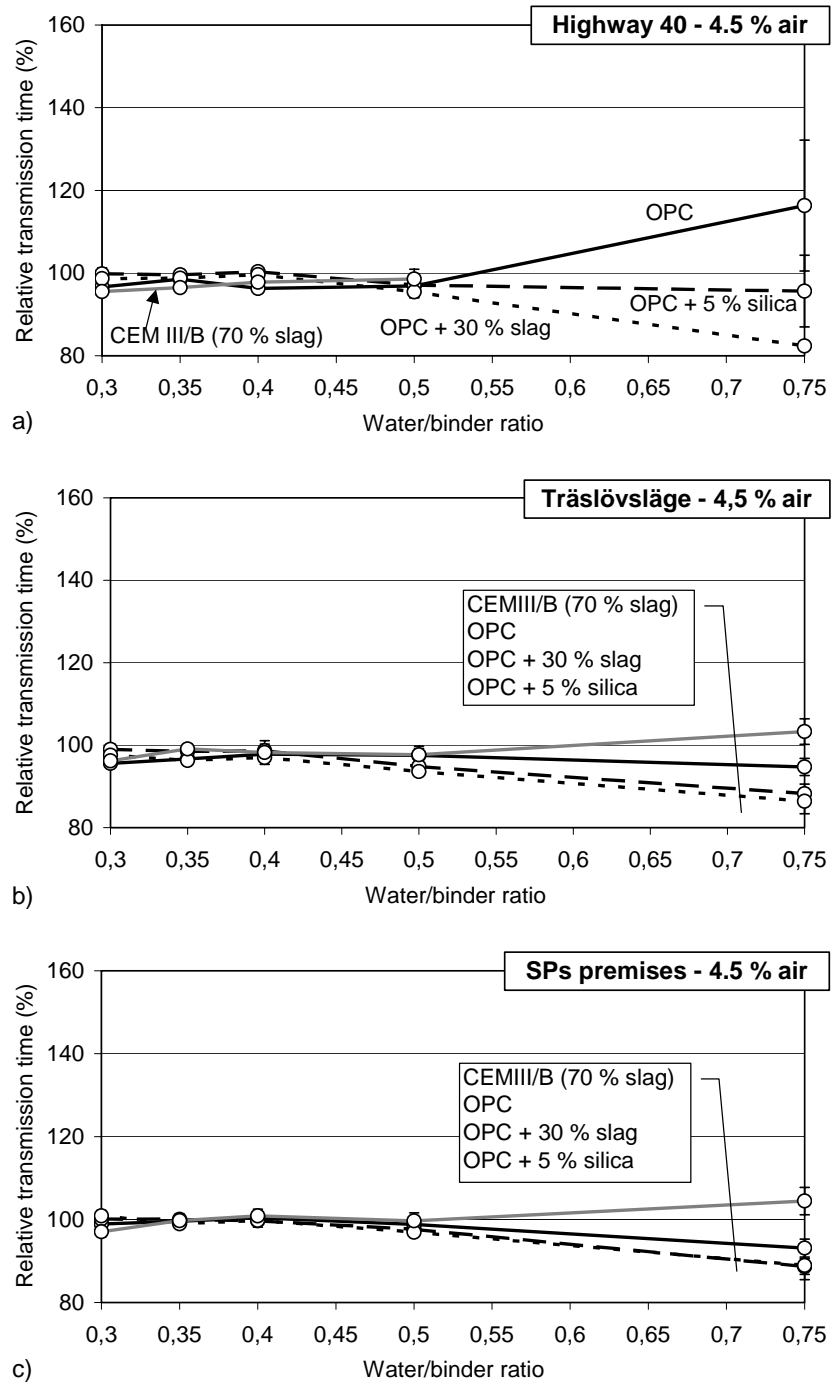 Highway 40 - 4.5 % air
Relative transmission time (%)
160
140
120
100
80
OPC
OPC + 5 % silica
OPC + 30 % slag
CEM III/B (70 % slag)
0,3 0,35 0,4 0,45 0,5 0,55 0,6 0,65 0,7 0,75
a)
Water/binder ratio
Träslövsläge - 4,5 % air
Relative transmission time (%)
160
140
120
100
80
CEMIII/B (70 % slag)
OPC
OPC + 30 % slag
OPC + 5 % silica
0,3 0,35 0,4 0,45 0,5 0,55 0,6 0,65 0,7 0,75
b)
Water/binder ratio
SPs premises - 4.5 % air
Relative transmission time (%)
160
140
120
100
80
CEMIII/B (70 % slag)
OPC
OPC + 30 % slag
OPC + 5 % silica
0,3 0,35 0,4 0,45 0,5 0,55 0,6 0,65 0,7 0,75
c)
Water/binder ratio